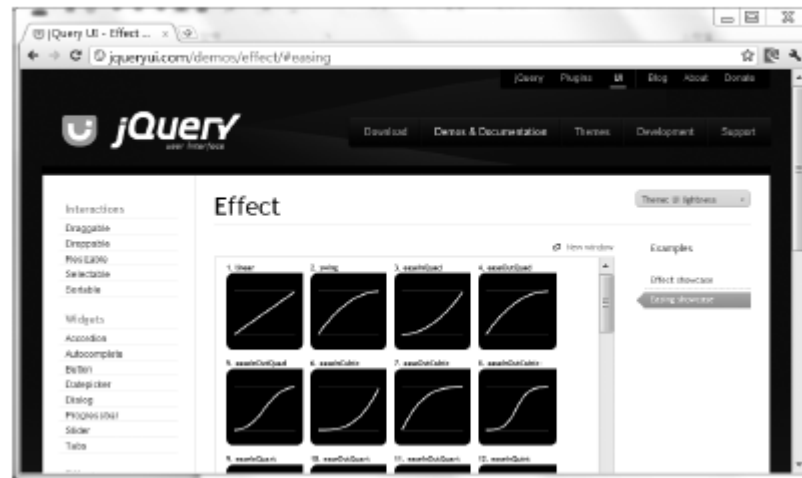 jQuery UI - Effect ...
jqueryui.com/demos/effect/#easing
jQuery Plugins UI Blog About Donate
jQuery
user interface
Download Demos & Documentation Themes Development Support
Effect
Theme: UI lightness
Interactions
Draggable
Droppable
Resizable
Selectable
Sortable
Widgets
Accordion
Autocomplete
Button
Datepicker
Dialog
Progressbar
Slider
Tabs
New window
1. linear 2. swing 3. easeInQuad 4. easeOutQuad
5. easeInOutQuad 6. easeInCubic 7. easeOutCubic 8. easeInOutCubic
9. easeInQuart 10. easeOutQuart 11. easeInOutQuart 12. easeInQuint
Examples
Effect showcase
Easing showcase